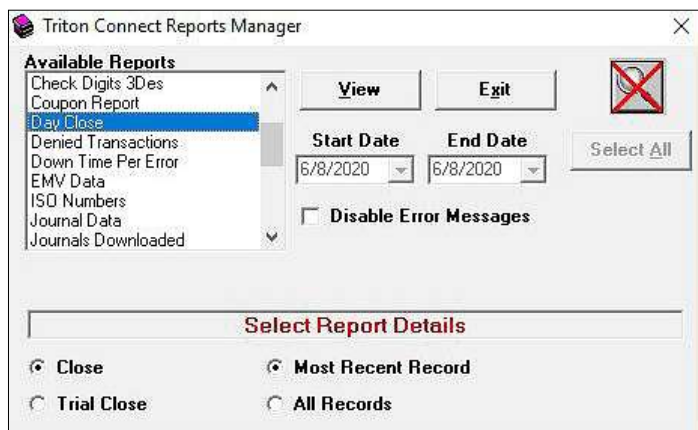 Triton Connect Reports Manager
Available Reports
Check Digits 3Des
Coupon Report
Day Close
Denied Transactions
Down Time Per Error
EMV Data
ISO Numbers
Journal Data
Journals Downloaded
View
Exit
Start Date
End Date
6/8/2020
6/8/2020
Select All
Disable Error Messages
Select Report Details
Close
Most Recent Record
Trial Close
All Records